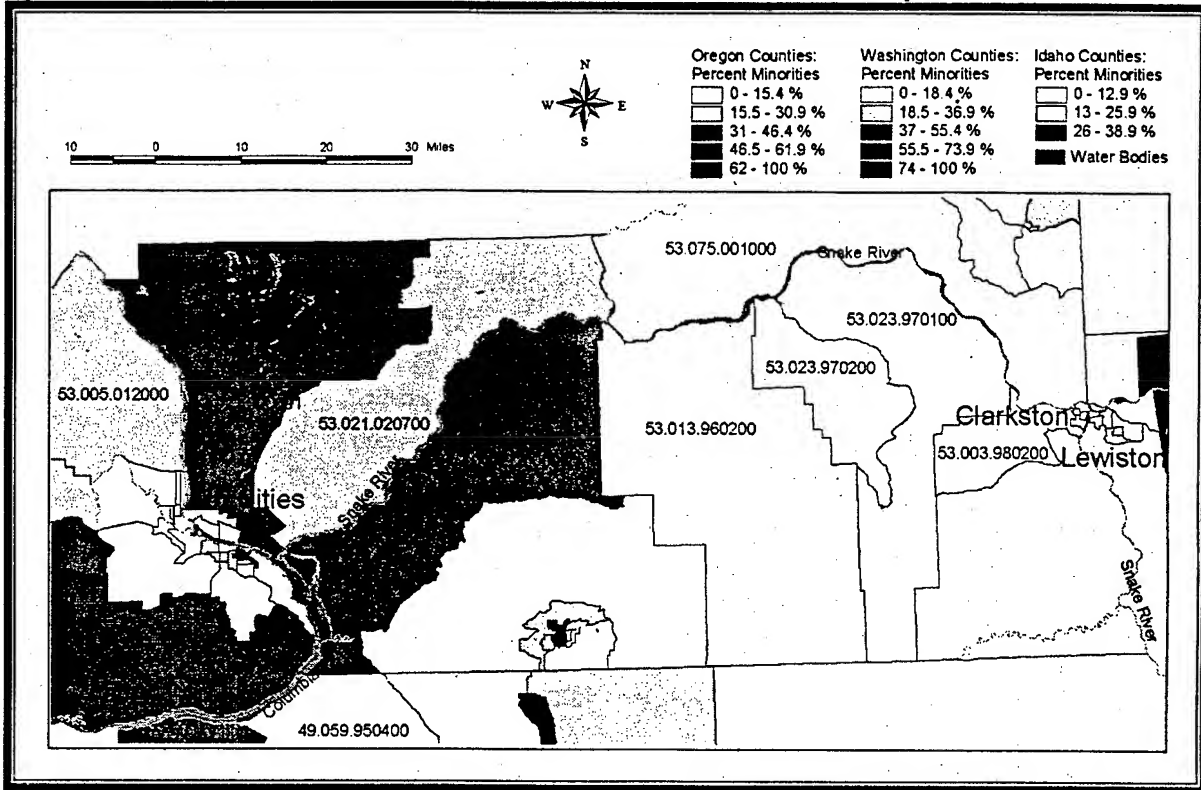 N
W E
S
10 0 10 20 30 Miles
Oregon Counties:
Percent Minorities
0 - 15.4 %
15.5 - 30.9 %
31 - 46.4 %
46.5 - 61.9 %
62 - 100 %
Washington Counties:
Percent Minorities
0 - 18.4 %
18.5 - 36.9 %
37 - 55.4 %
55.5 - 73.9 %
74 - 100 %
Idaho Counties:
Percent Minorities
0 - 12.9 %
13 - 25.9 %
26 - 38.9 %
Water Bodies
53.075.001000
Snake River
53.023.970100
53.023.970200
53.005.012000
53.021.020700
53.013.960200
Clarkston
53.003.980200
Lewiston
ities
Snake River
Snake River
Columbia
49.059.950400